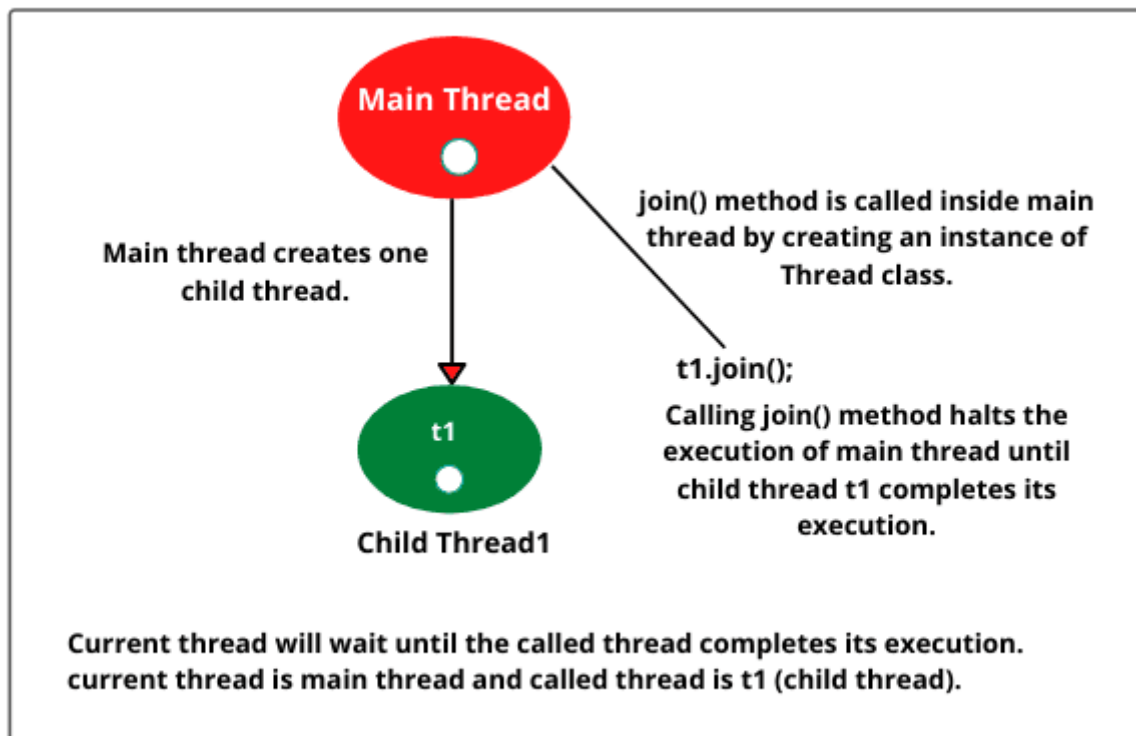 Main Thread
Main thread creates one
child thread.
join() method is called inside main
thread by creating an instance of
Thread class.
t1.join();
Calling join() method halts the
execution of main thread until
child thread t1 completes its
execution.
t1
Child Thread1
Current thread will wait until the called thread completes its execution.
current thread is main thread and called thread is t1 (child thread).